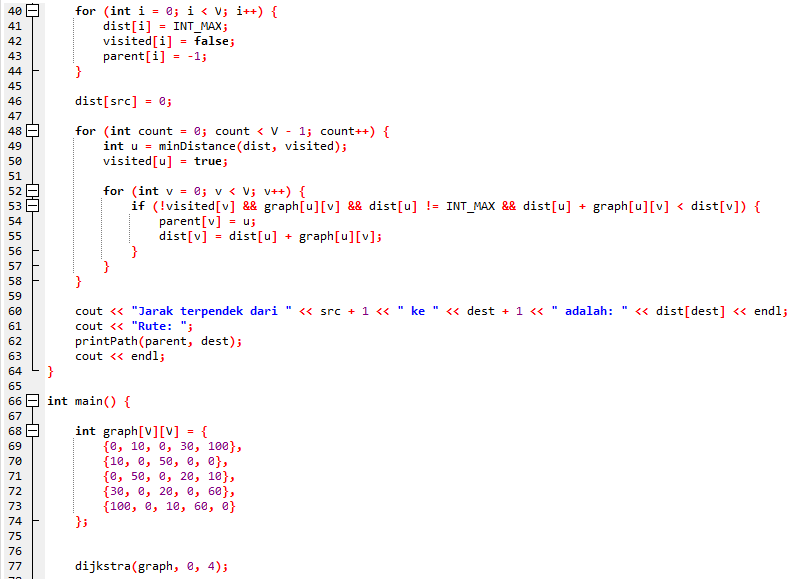 40 for (int i = 0; i < V; i++) {
41 dist[i] = INT_MAX;
42 visited[i] = false;
43 parent[i] = -1;
44 }
45
46 dist[src] = 0;
47
48 for (int count = 0; count < V - 1; count++) {
49 int u = minDistance(dist, visited);
50 visited[u] = true;
51
52 for (int v = 0; v < V; v++) {
53 if (!visited[v] && graph[u][v] && dist[u] != INT_MAX && dist[u] + graph[u][v] < dist[v]) {
54 parent[v] = u;
55 dist[v] = dist[u] + graph[u][v];
56 }
57 }
58 }
59
60 cout << "Jarak terpendek dari " << src + 1 << " ke " << dest + 1 << " adalah: " << dist[dest] << endl;
61 cout << "Rute: ";
62 printPath(parent, dest);
63 cout << endl;
64 }
65
66 int main() {
67
68 int graph[V][V] = {
69 {0, 10, 0, 30, 100},
70 {10, 0, 50, 0, 0},
71 {0, 50, 0, 20, 10},
72 {30, 0, 20, 0, 60},
73 {100, 0, 10, 60, 0}
74 };
75
76
77 dijkstra(graph, 0, 4);